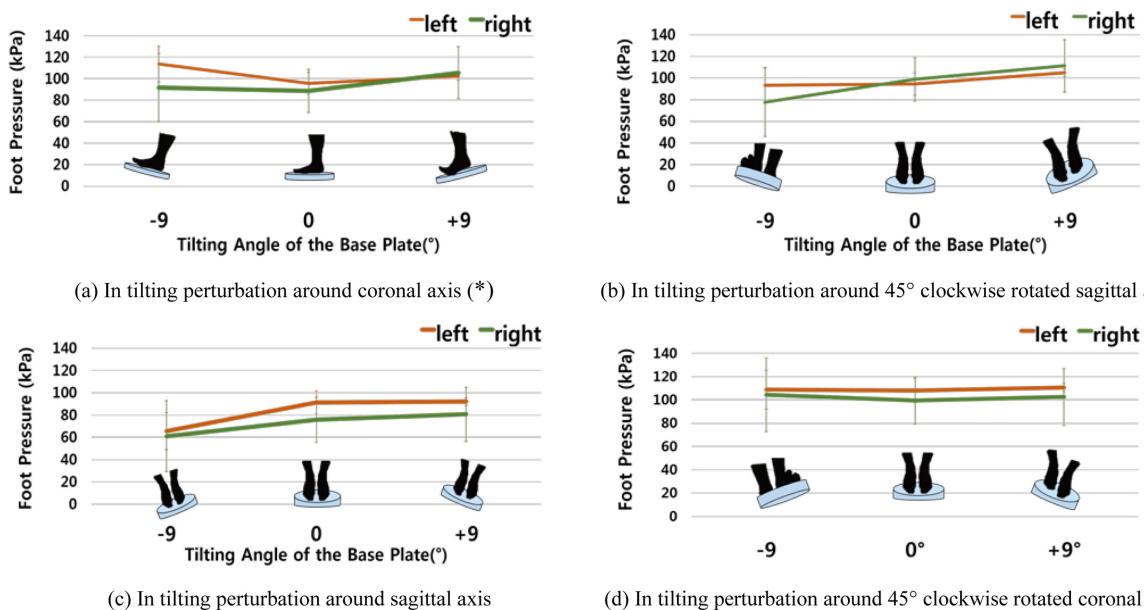 left right
140
120
100
80
60
40
20
0
Foot Pressure (kPa)
-9 0 +9
Tilting Angle of the Base Plate(°)
(a) In tilting perturbation around coronal axis (*)
left right
140
120
100
80
60
40
20
0
Foot Pressure (kPa)
-9 0 +9
Tilting Angle of the Base Plate(°)
(b) In tilting perturbation around 45° clockwise rotated sagittal
left right
140
120
100
80
60
40
20
0
Foot Pressure (kPa)
-9 0 +9
Tilting Angle of the Base Plate(°)
(c) In tilting perturbation around sagittal axis
left right
140
120
100
80
60
40
20
0
Foot Pressure (kPa)
-9 0° +9°
(d) In tilting perturbation around 45° clockwise rotated coronal